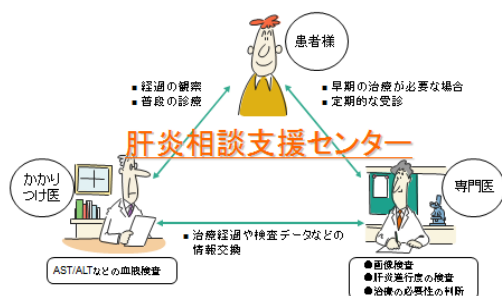 患者様
■ 経過の観察
■ 普段の診療
■ 早期の治療が必要な場合
■ 定期的な受診
肝炎相談支援センター
かかり
つけ医
専門医
■ 治療経過や検査データなどの
情報交換
AST/ALTなどの血液検査
●画像検査
●肝炎進行度の検査
●治療の必要性の判断